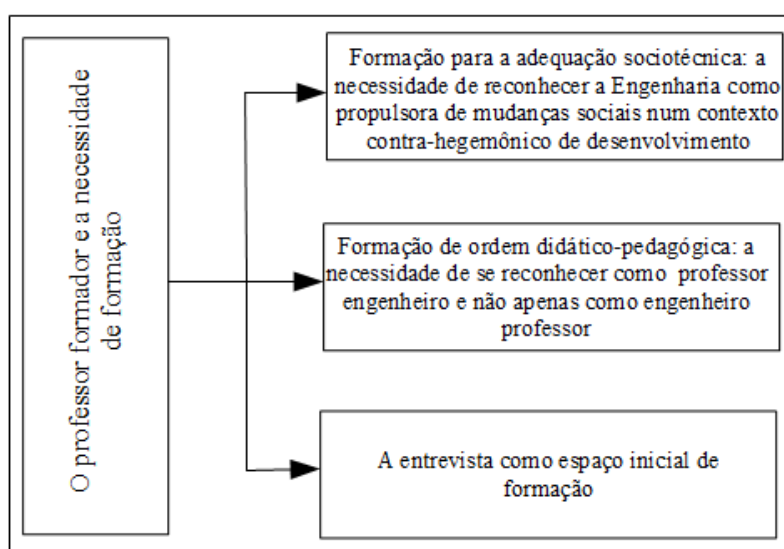 O professor formador e a necessidade
de formação
Formação para a adequação sociotécnica: a
necessidade de reconhecer a Engenharia como
propulsora de mudanças sociais num contexto
contra-hegemônico de desenvolvimento
Formação de ordem didático-pedagógica: a
necessidade de se reconhecer como professor
engenheiro e não apenas como engenheiro
professor
A entrevista como espaço inicial de
formação